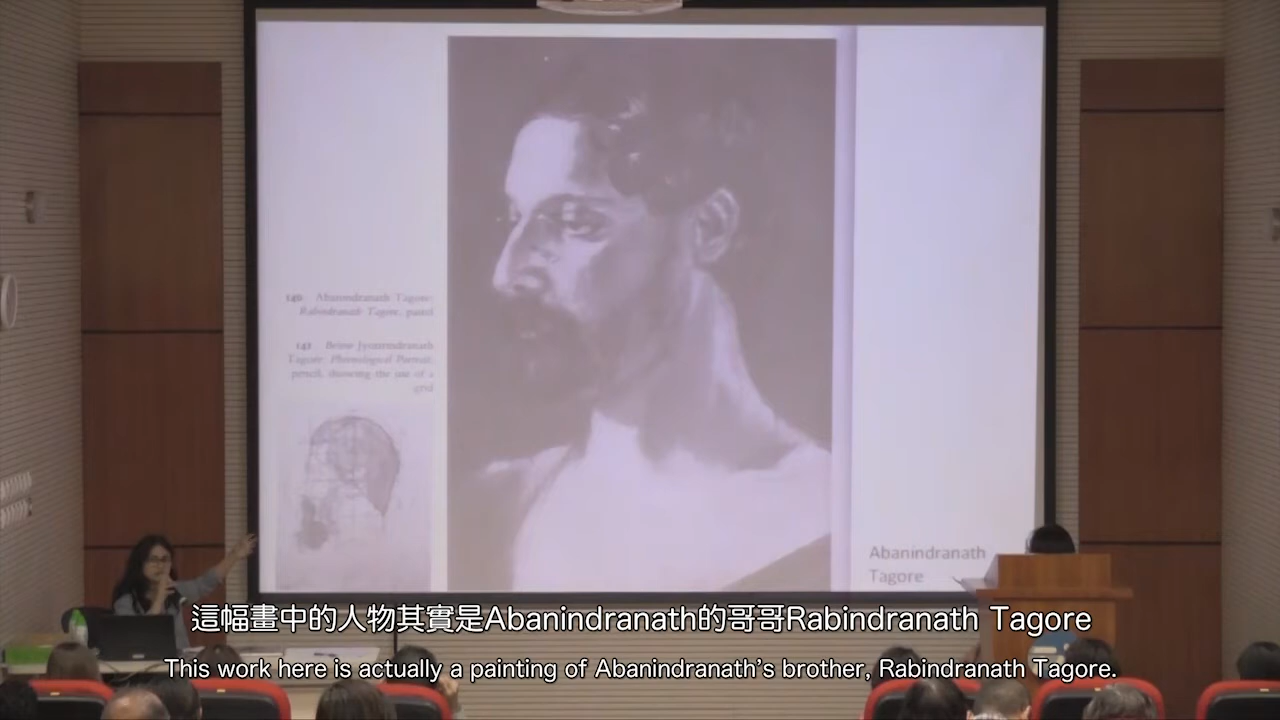 140 Abanindranath Tagore:
Rabindranath Tagore, pastel
141 Below Jyotirindranath
Tagore: Phrenological Portrait,
pencil, showing the use of a
grid
Abanindranath
Tagore
這幅畫中的人物其實是Abanindranath的哥哥Rabindranath Tagore
This work here is actually a painting of Abanindranath's brother, Rabindranath Tagore.